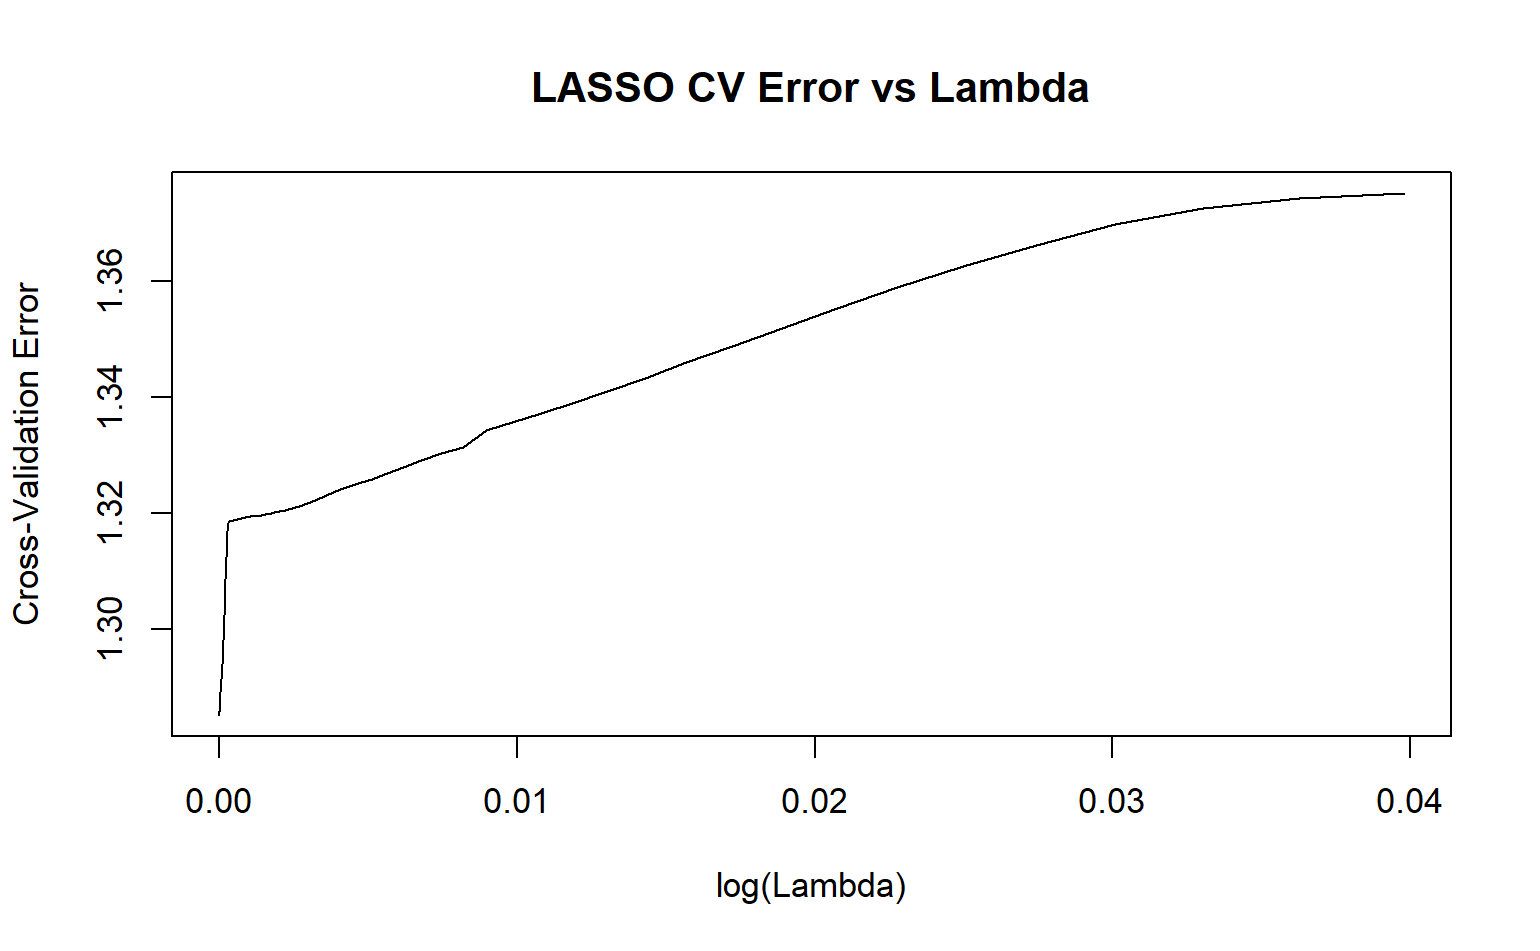 LASSO CV Error vs Lambda
Cross-Validation Error
1.36
1.34
1.32
1.30
0.00 0.01 0.02 0.03 0.04
log(Lambda)